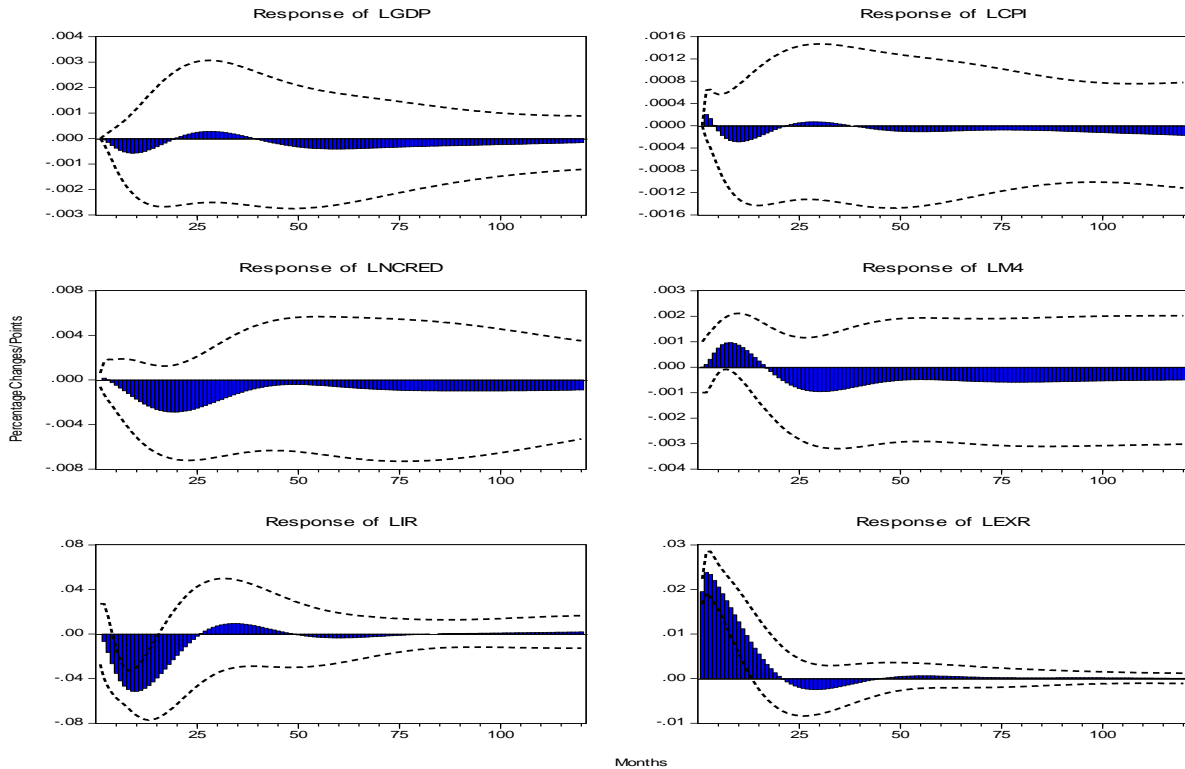 Response of LGDP
.004
.003
.002
.001
.000
-.001
-.002
-.003
25 50 75 100
Response of LCPI
.0016
.0012
.0008
.0004
.0000
-.0004
-.0008
-.0012
-.0016
25 50 75 100
Percentage Changes/Points
Response of LNCRED
.008
.004
.000
-.004
-.008
25 50 75 100
Response of LM4
.003
.002
.001
.000
-.001
-.002
-.003
-.004
25 50 75 100
Response of LIR
.08
.04
.00
-.04
-.08
25 50 75 100
Response of LEXR
.03
.02
.01
.00
-.01
25 50 75 100
Months